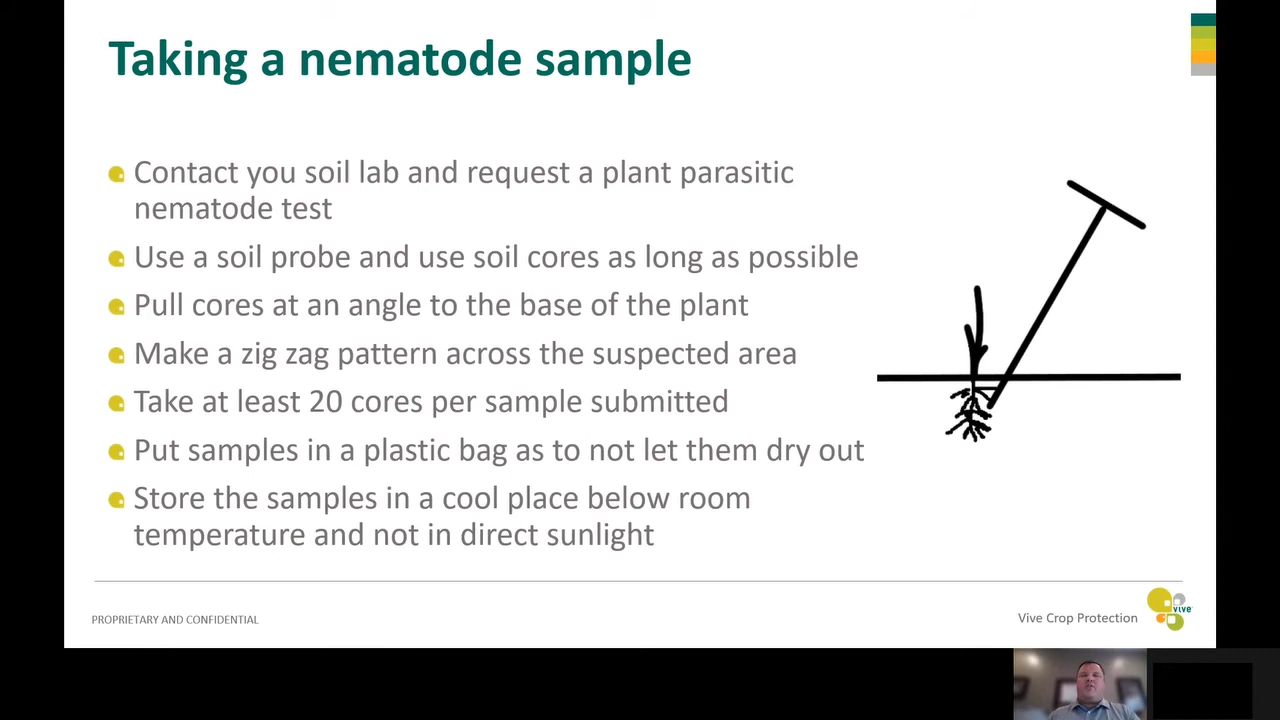 Taking a nematode sample
Contact you soil lab and request a plant parasitic
nematode test
Use a soil probe and use soil cores as long as possible
Pull cores at an angle to the base of the plant
Make a zig zag pattern across the suspected area
Take at least 20 cores per sample submitted
Put samples in a plastic bag as to not let them dry out
Store the samples in a cool place below room
temperature and not in direct sunlight
PROPRIETARY AND CONFIDENTIAL
Vive Crop Protection
vive